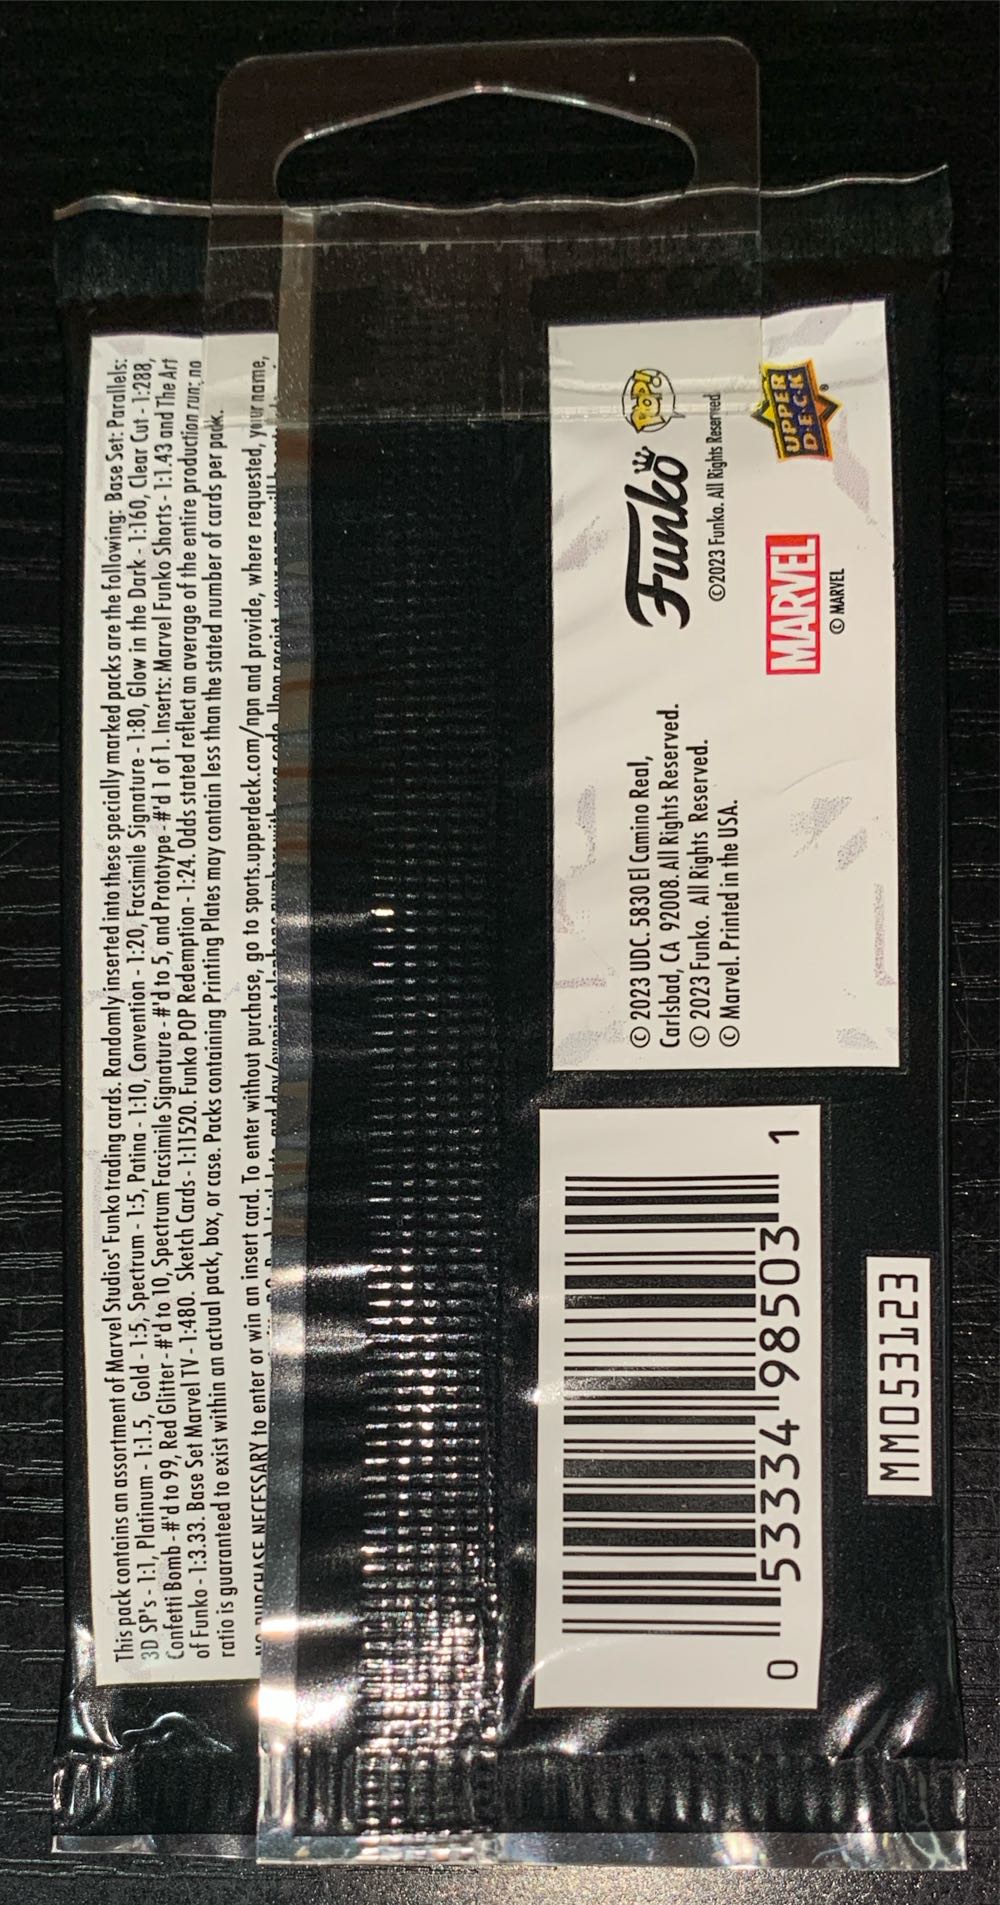 This pack contains an assortment of Marvel Studios' Funko trading cards. Randomly inserted into these specially marked packs are the following: Base Set: Parallels:
3D SP's - 1:1, Platinum - 1:1.5, Gold - 1:5, Spectrum - 1:5, Patina - 1:10, Convention - 1:20, Facsimile Signature - 1:80, Glow in the Dark - 1:160, Clear Cut - 1:288,
Confetti Bomb - #'d to 99, Red Glitter - #'d to 10, Spectrum Facsimile Signature - #'d to 5, and Prototype - #'d 1 of 1. Inserts: Marvel Funko Shorts - 1:1.43 and The Art
of Funko - 1:3.33. Base Set Marvel TV - 1:480. Sketch Cards - 1:11520. Funko POP Redemption - 1:24. Odds stated reflect an average of the entire production run; no
ratio is guaranteed to exist within an actual pack, box, or case. Packs containing Printing Plates may contain less than the stated number of cards per pack.
NO PURCHASE NECESSARY to enter or win an insert card. To enter without purchase, go to sports.upperdeck.com/npn and provide, where requested, your name,
Funko POP!
©2023 Funko. All Rights Reserved
UPPER
DECK®
MARVEL
© MARVEL
© 2023 UDC. 5830 El Camino Real,
Carlsbad, CA 92008. All Rights Reserved.
© 2023 Funko. All Rights Reserved.
© Marvel. Printed in the USA.
0 53334 98503 1
MM053123